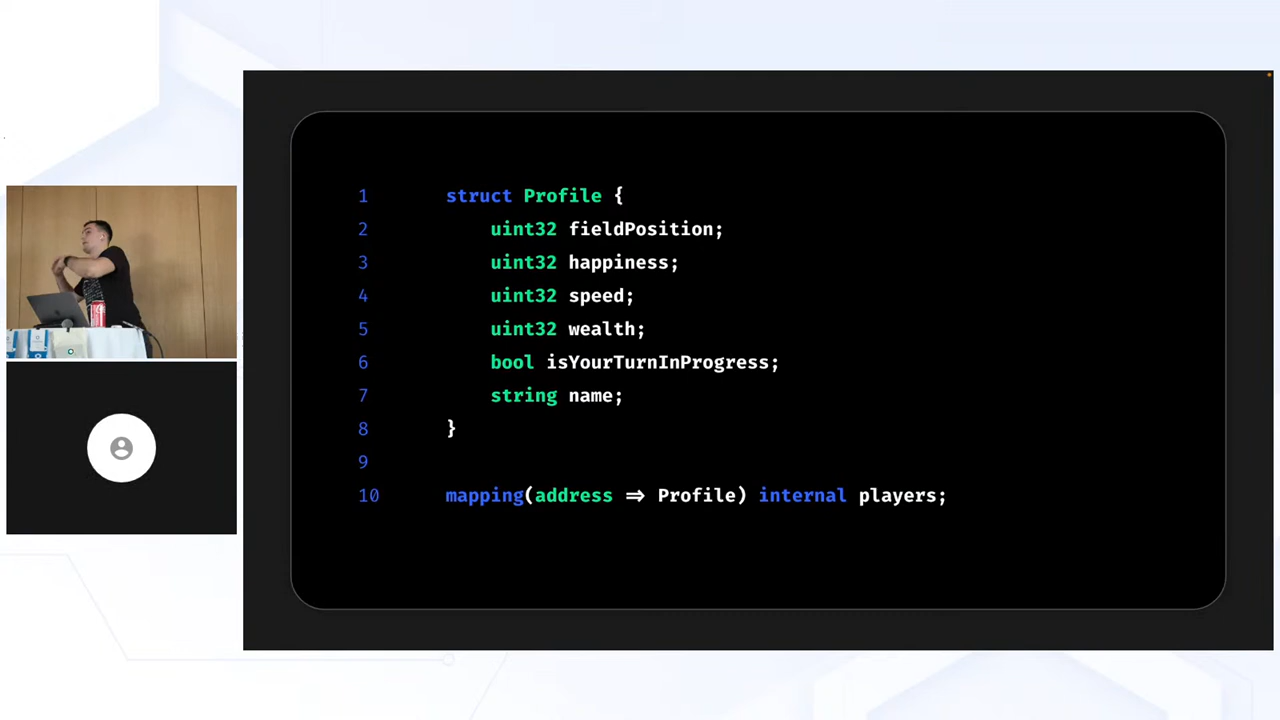 1 struct Profile {
2 uint32 fieldPosition;
3 uint32 happiness;
4 uint32 speed;
5 uint32 wealth;
6 bool isYourTurnInProgress;
7 string name;
8 }
9
10 mapping(address => Profile) internal players;